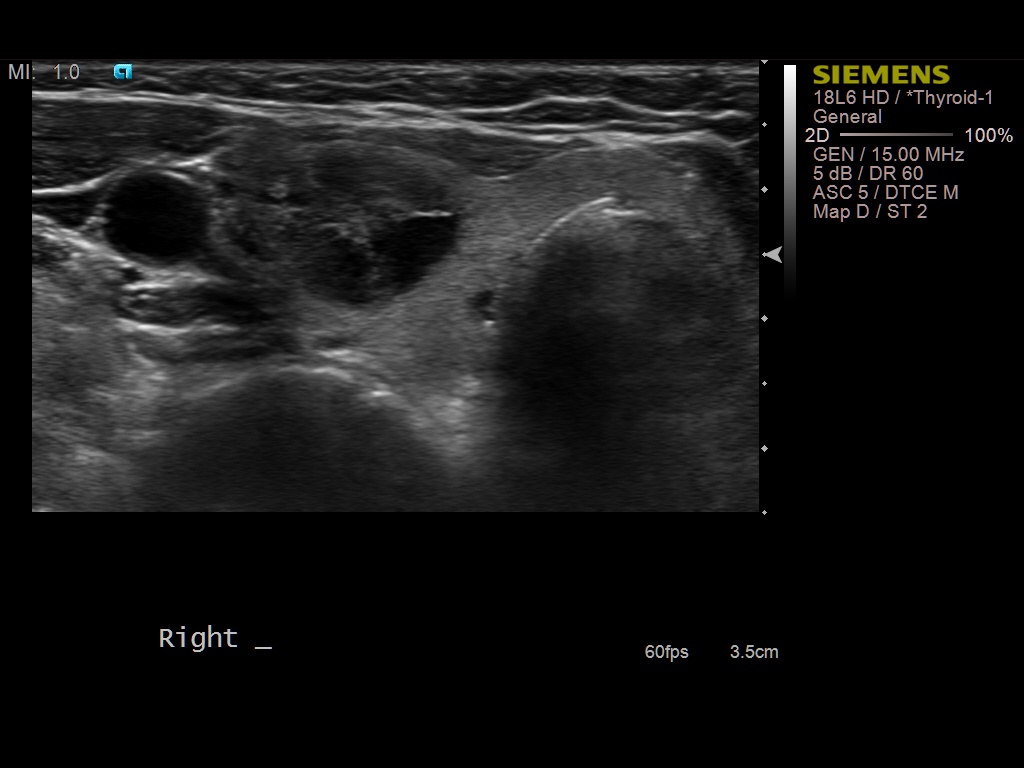 MI: 1.0
SIEMENS
18L6 HD / *Thyroid-1
General
2D 100%
GEN / 15.00 MHz
5 dB / DR 60
ASC 5 / DTCE M
Map D / ST 2
Right _
60fps 3.5cm